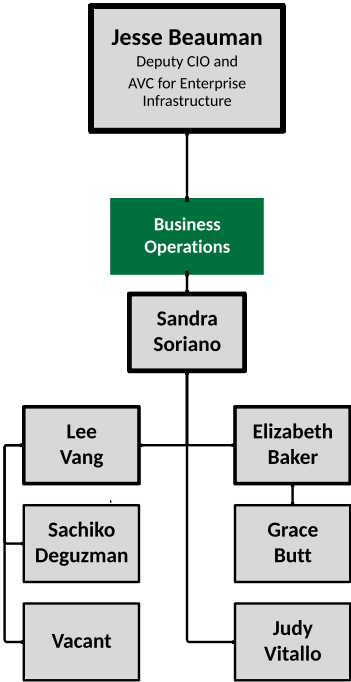 Jesse Beauman
Deputy CIO and
AVC for Enterprise
Infrastructure
Business
Operations
Sandra
Soriano
Lee
Vang
Elizabeth
Baker
Sachiko
Deguzman
Grace
Butt
Vacant
Judy
Vitallo